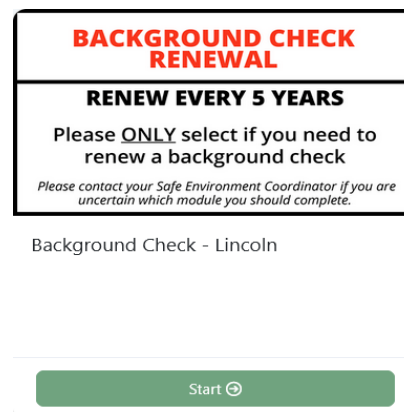 BACKGROUND CHECK
RENEWAL
RENEW EVERY 5 YEARS
Please ONLY select if you need to
renew a background check
Please contact your Safe Environment Coordinator if you are
uncertain which module you should complete.
Background Check - Lincoln
Start